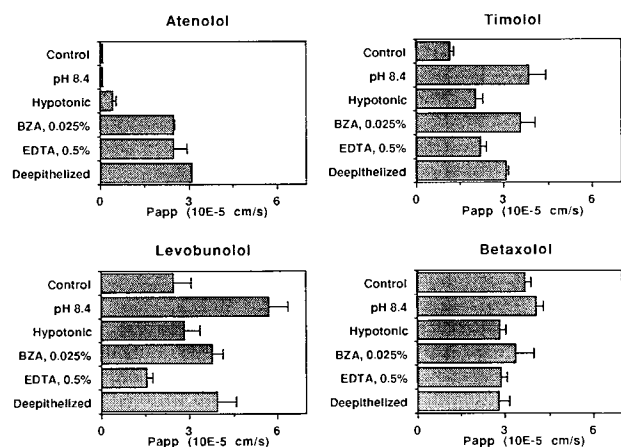 Atenolol
Control
pH 8.4
Hypotonic
BZA, 0.025%
EDTA, 0.5%
Deepithelized
0 3 6
Papp (10E-5 cm/s)
Timolol
Control
pH 8.4
Hypotonic
BZA, 0.025%
EDTA, 0.5%
Deepithelized
0 3 6
Papp (10E-5 cm/s)
Levobunolol
Control
pH 8.4
Hypotonic
BZA, 0.025%
EDTA, 0.5%
Deepithelized
0 3 6
Papp (10E-5 cm/s)
Betaxolol
Control
pH 8.4
Hypotonic
BZA, 0.025%
EDTA, 0.5%
Deepithelized
0 3 6
Papp (10E-5 cm/s)